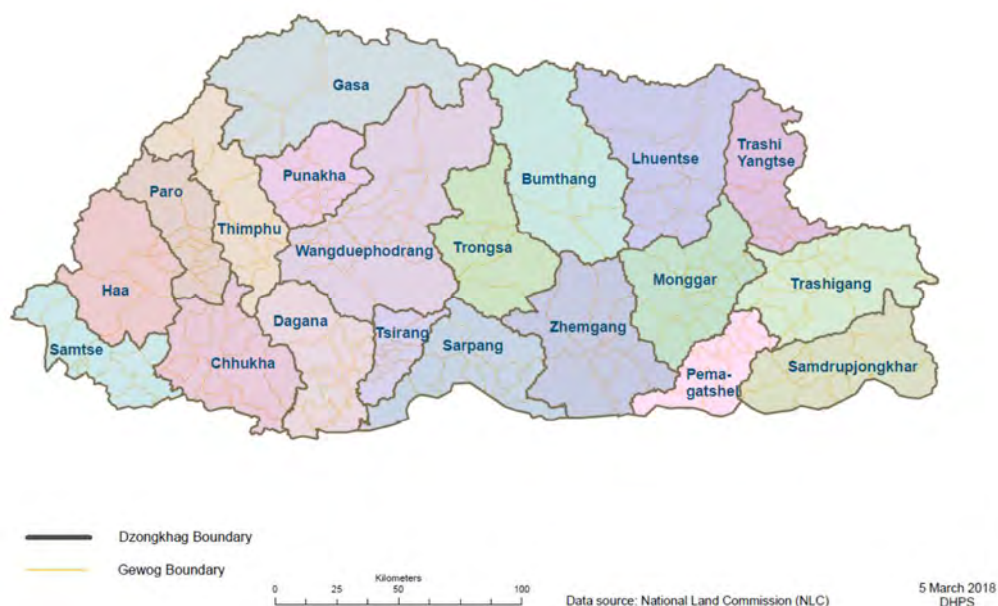 Gasa
Punakha
Paro
Thimphu
Haa
Samtse
Chhukha
Wangduephodrang
Dagana
Tsirang
Sarpang
Trongsa
Bumthang
Zhemgang
Lhuentse
Trashi
Yangtse
Monggar
Trashigang
Pema-
gatshel
Samdrupjongkhar
Dzongkhag Boundary
Gewog Boundary
Kilometers
0 25 50 100
Data source: National Land Commission (NLC)
5 March 2018
DHPS